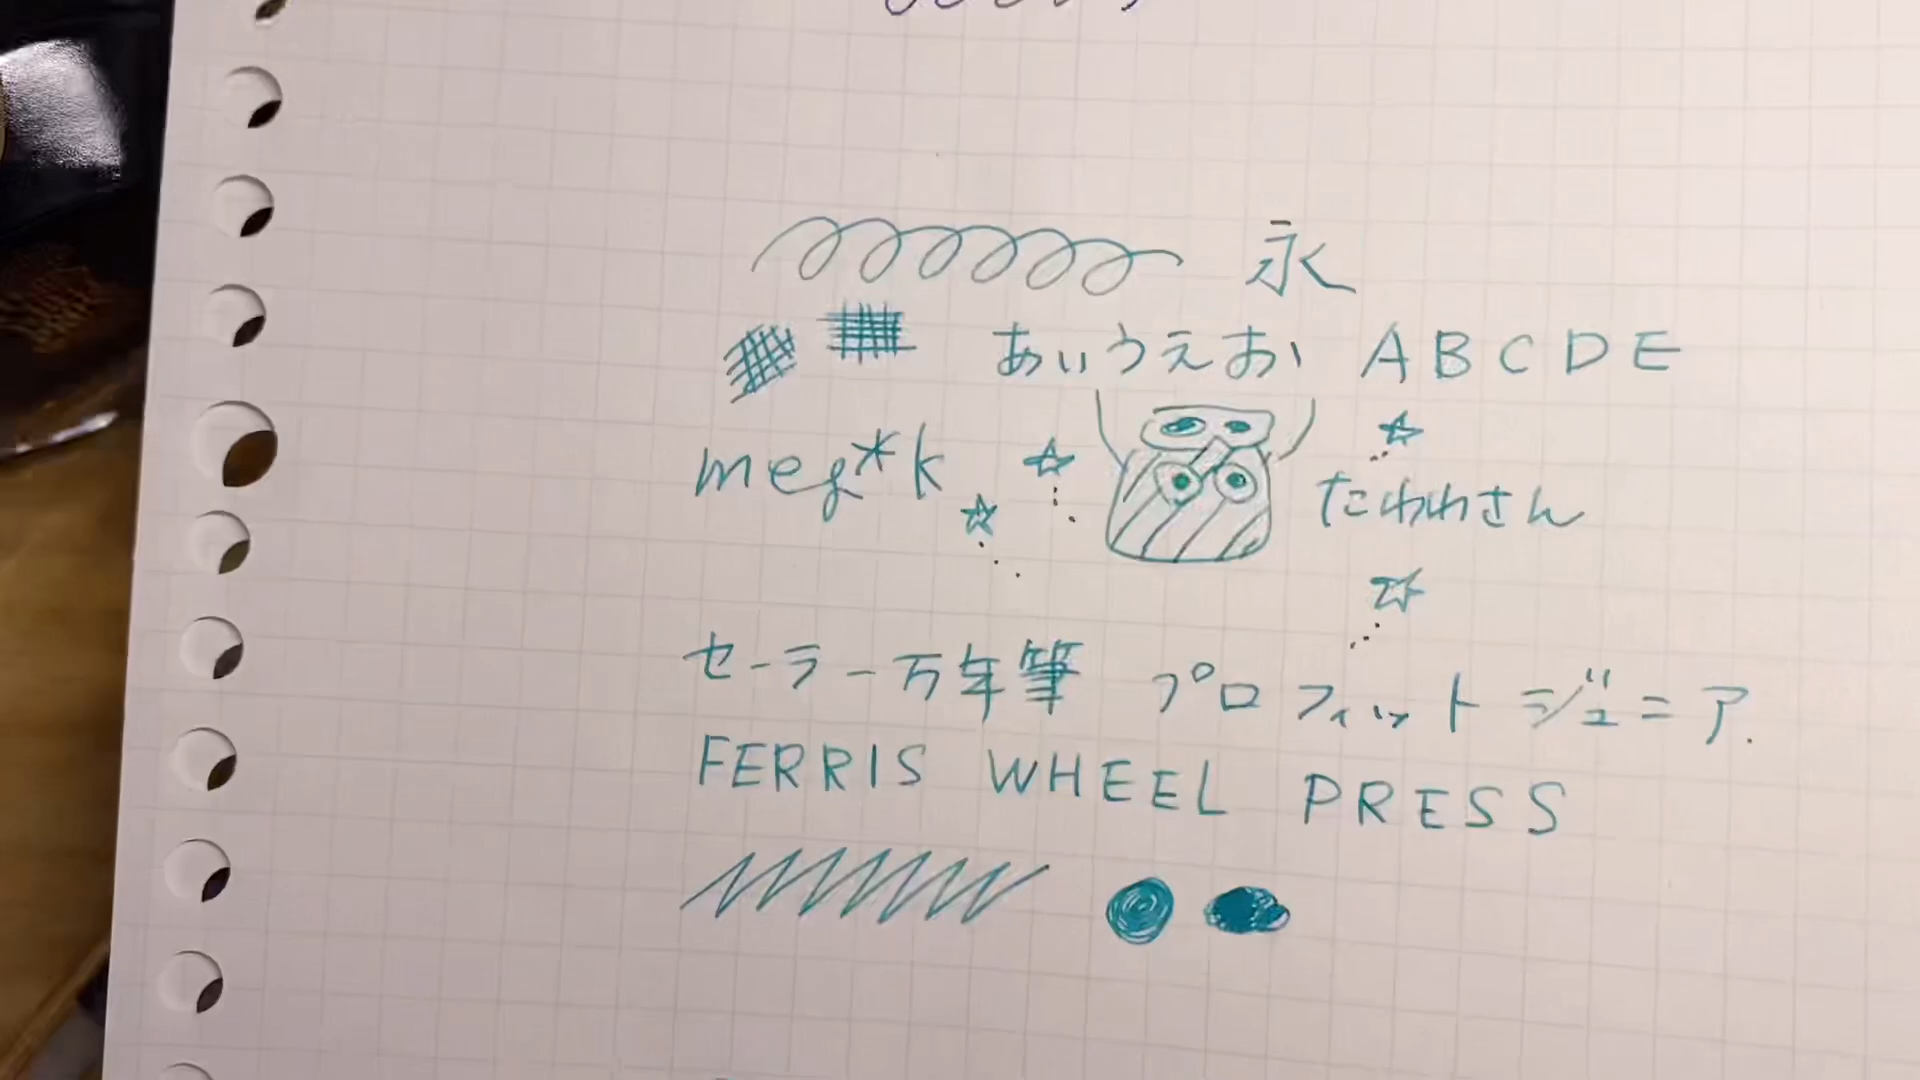 永
あいうえお ABCDE
meg*k
たわわさん
セーラー万年筆 プロフィット ジュニア.
FERRIS WHEEL PRESS